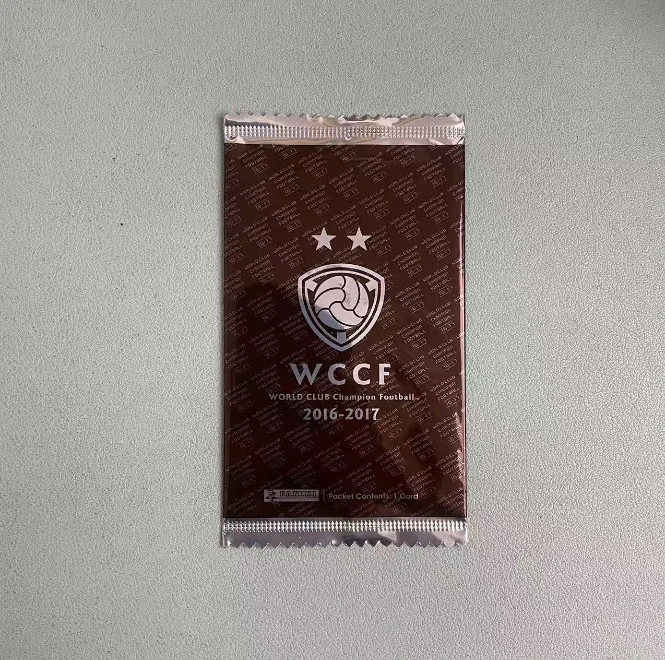 WCCF
WORLD CLUB Champion Football
2016-2017
PANINI Packet Contents: 1 Card